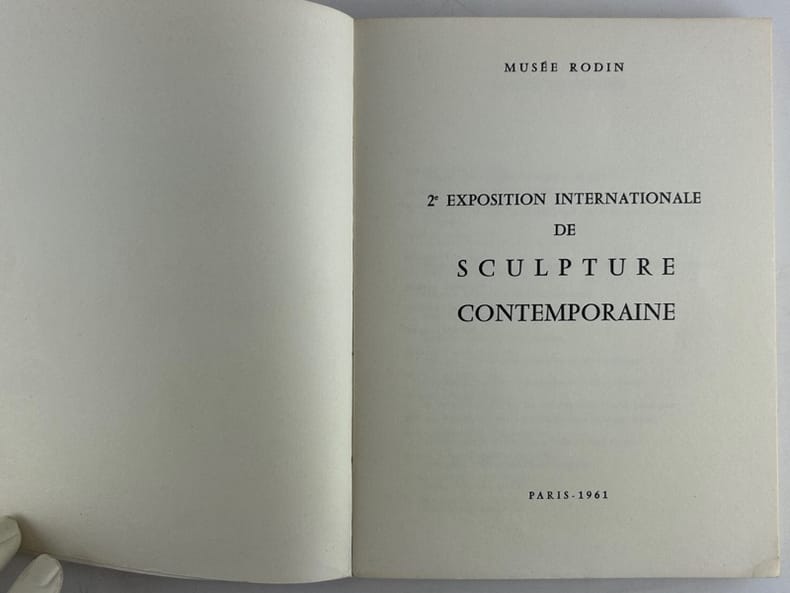 MUSÉE RODIN
2e EXPOSITION INTERNATIONALE
DE
SCULPTURE
CONTEMPORAINE
PARIS-1961